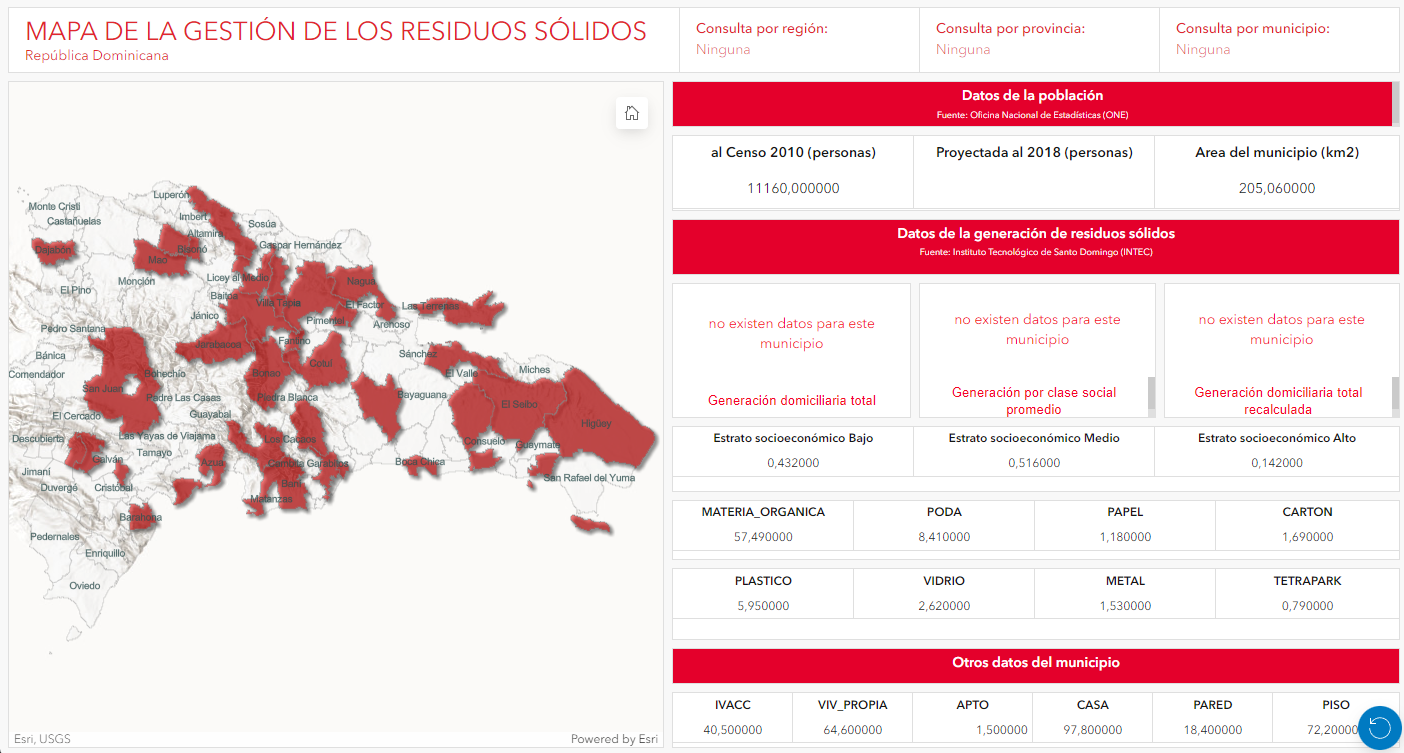 MAPA DE LA GESTIÓN DE LOS RESIDUOS SÓLIDOS
República Dominicana
Consulta por región:
Ninguna
Consulta por provincia:
Ninguna
Consulta por municipio:
Ninguna
Luperón
Monte Cristi
Imbert
Castañuelas
Sosúa
Altamira
Gaspar Hernández
Dajabón
Bisonó
Mao
Monción
Licey al Medio
Nagua
El Pino
Baitoa
Villa Tapia
El Factor
Las Terrenas
Jánico
Pimentel
Arenoso
Pedro Santana
Jarabacoa
Fantino
Bánica
Sánchez
Cotuí
Comendador
Bohechío
Bonao
El Valle
Miches
San Juan
Padre Las Casas
Piedra Blanca
Bayaguana
El Seibo
El Cercado
Guayabal
Higüey
Descubierta
Las Yayas de Viajama
Los Cacaos
Consuelo
Guaymate
Tamayo
Galván
Azua
Cambita Garabitos
Boca Chica
Jimaní
San Rafael del Yuma
Duvergé
Cristóbal
Baní
Matanzas
Barahona
Pedernales
Enriquillo
Oviedo
Esri, USGS
Powered by Esri
Datos de la población
Fuente: Oficina Nacional de Estadísticas (ONE)
al Censo 2010 (personas)
Proyectada al 2018 (personas)
Area del municipio (km2)
11160,000000
205,060000
Datos de la generación de residuos sólidos
Fuente: Instituto Tecnológico de Santo Domingo (INTEC)
no existen datos para este
municipio
Generación domiciliaria total
no existen datos para este
municipio
Generación por clase social
promedio
no existen datos para este
municipio
Generación domiciliaria total
recalculada
Estrato socioeconómico Bajo
0,432000
Estrato socioeconómico Medio
0,516000
Estrato socioeconómico Alto
0,142000
MATERIA_ORGANICA
57,490000
PODA
8,410000
PAPEL
1,180000
CARTON
1,690000
PLASTICO
5,950000
VIDRIO
2,620000
METAL
1,530000
TETRAPARK
0,790000
Otros datos del municipio
IVACC
40,500000
VIV_PROPIA
64,600000
APTO
1,500000
CASA
97,800000
PARED
18,400000
PISO
72,20000